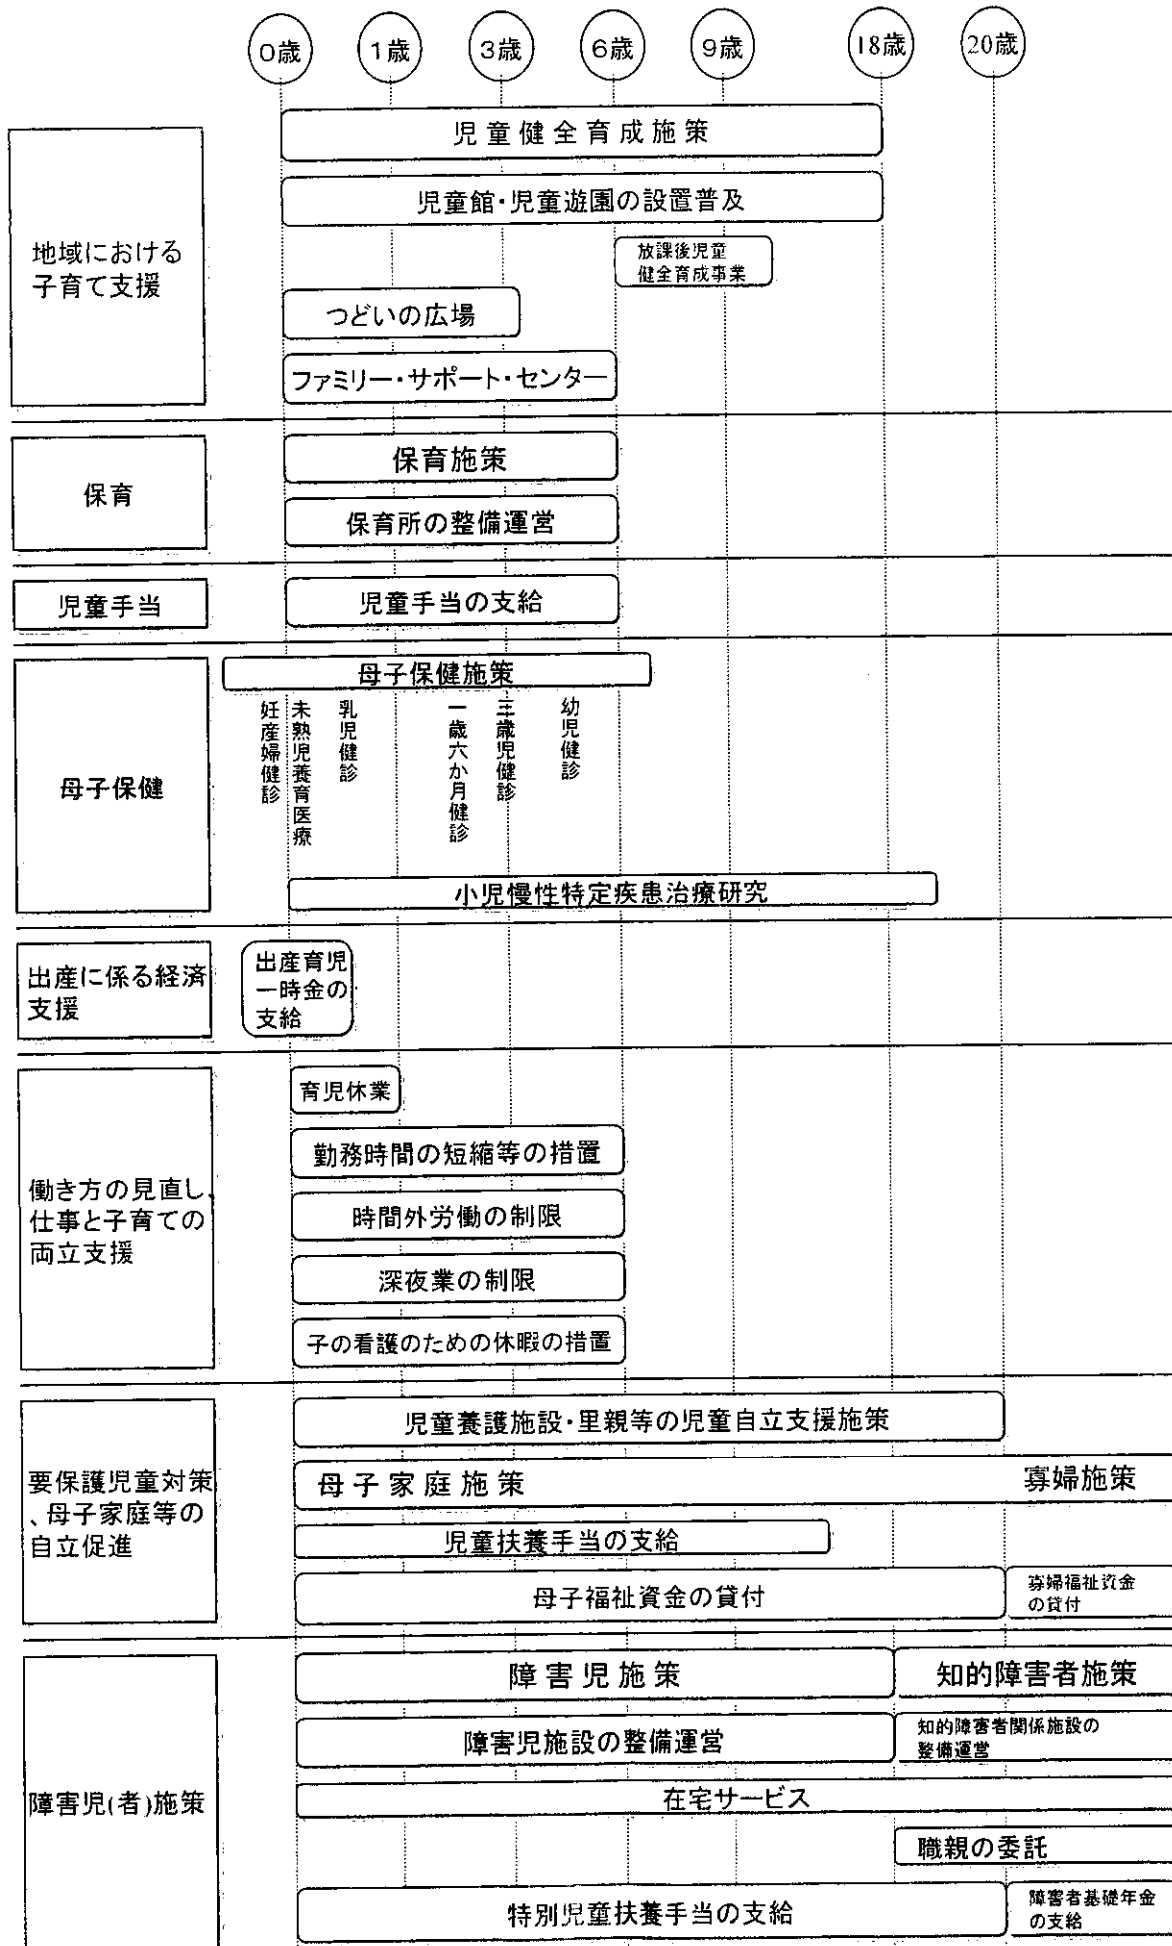 0歳
1歳
3歳
6歳
9歳
18歳
20歳
地域における
子育て支援
児童健全育成施策
児童館・児童遊園の設置普及
放課後児童
健全育成事業
つどいの広場
ファミリー・サポート・センター
保育
保育施策
保育所の整備運営
児童手当
児童手当の支給
母子保健
母子保健施策
妊産婦健診
未熟児養育医療
乳児健診
一歳六か月健診
三歳児健診
幼児健診
小児慢性特定疾患治療研究
出産に係る経済
支援
出産育児
一時金の
支給
働き方の見直し、
仕事と子育ての
両立支援
育児休業
勤務時間の短縮等の措置
時間外労働の制限
深夜業の制限
子の看護のための休暇の措置
要保護児童対策
、母子家庭等の
自立促進
児童養護施設・里親等の児童自立支援施策
母子家庭施策
寡婦施策
児童扶養手当の支給
母子福祉資金の貸付
寡婦福祉資金
の貸付
障害児(者)施策
障害児施策
知的障害者施策
障害児施設の整備運営
知的障害者関係施設の
整備運営
在宅サービス
職親の委託
特別児童扶養手当の支給
障害者基礎年金
の支給